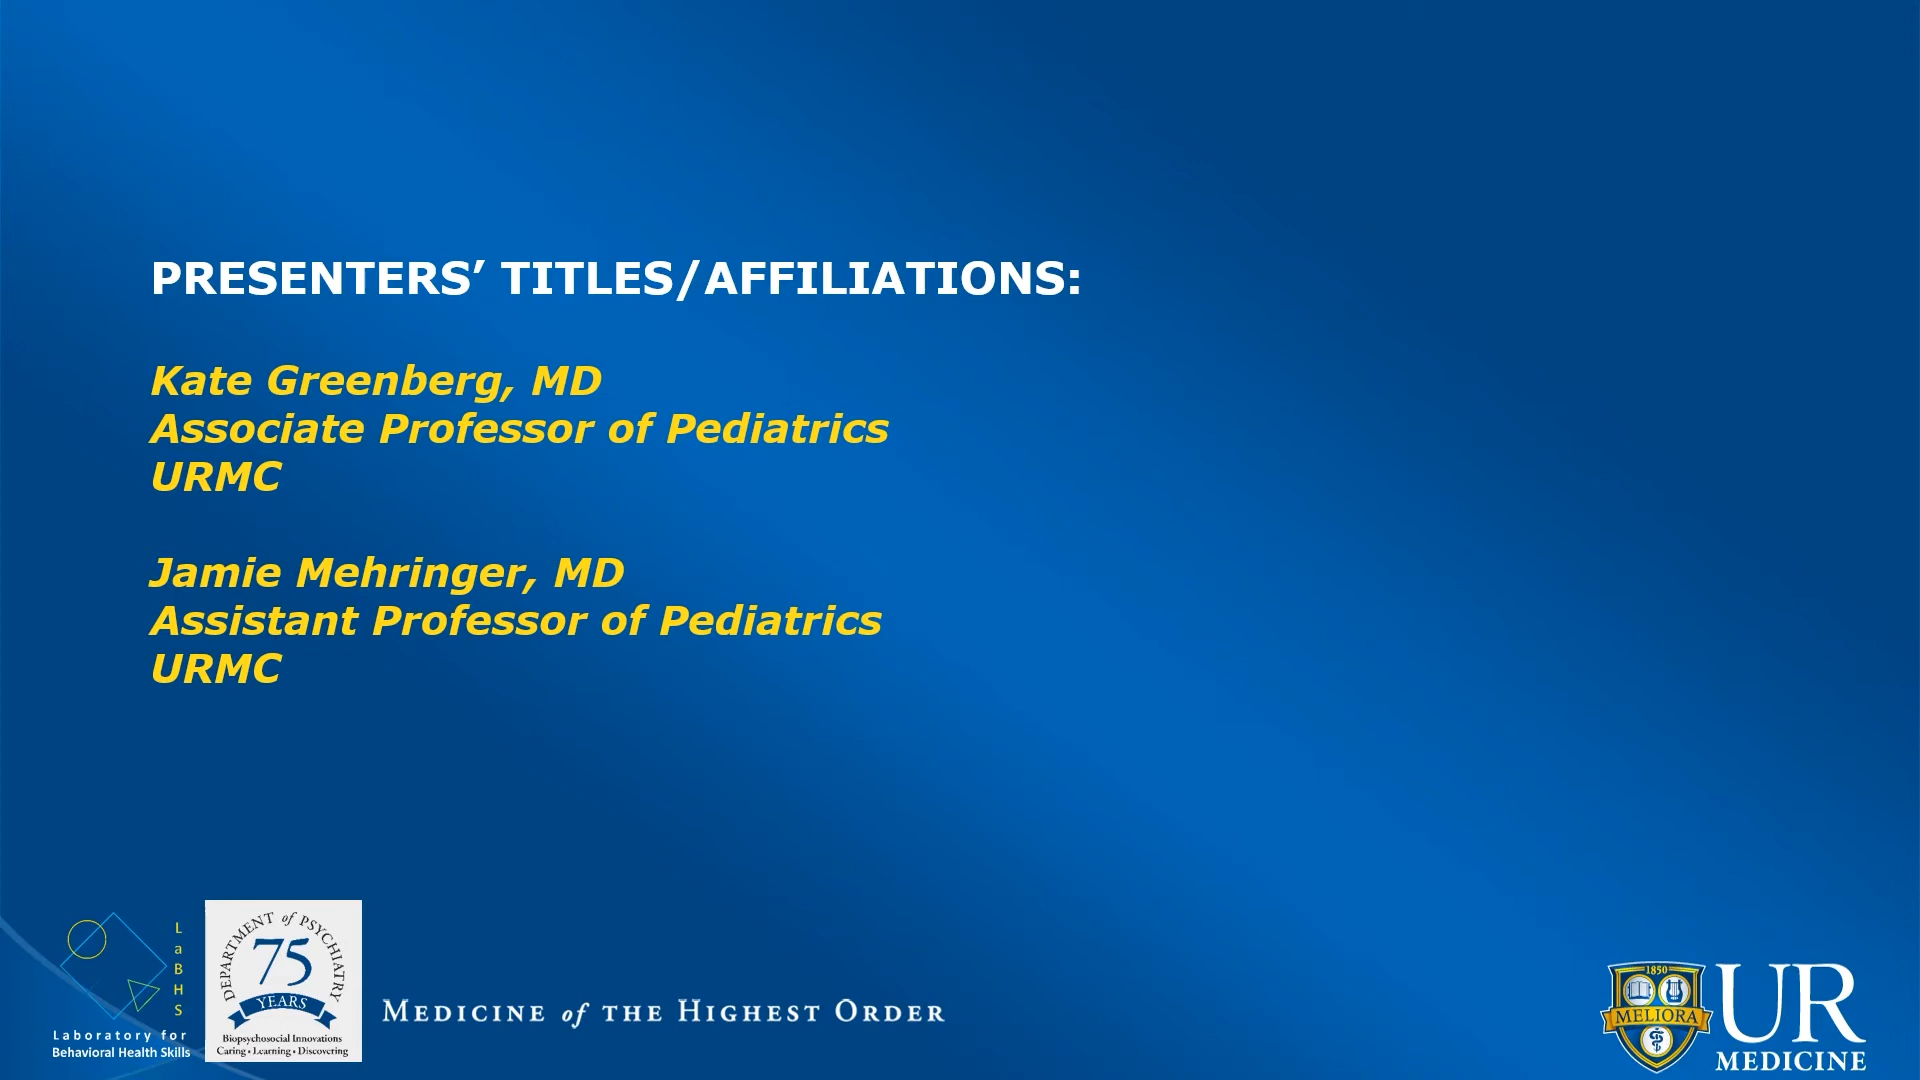 PRESENTERS’ TITLES/AFFILIATIONS:
Kate Greenberg, MD
Associate Professor of Pediatrics
URMC
Jamie Mehringer, MD
Assistant Professor of Pediatrics
URMC
LaBHS
Laboratory for
Behavioral Health Skills
DEPARTMENT of PSYCHIATRY
75
YEARS
Biopsychosocial Innovations
Caring • Learning • Discovering
MEDICINE of THE HIGHEST ORDER
1850
MELIORA
UR
MEDICINE